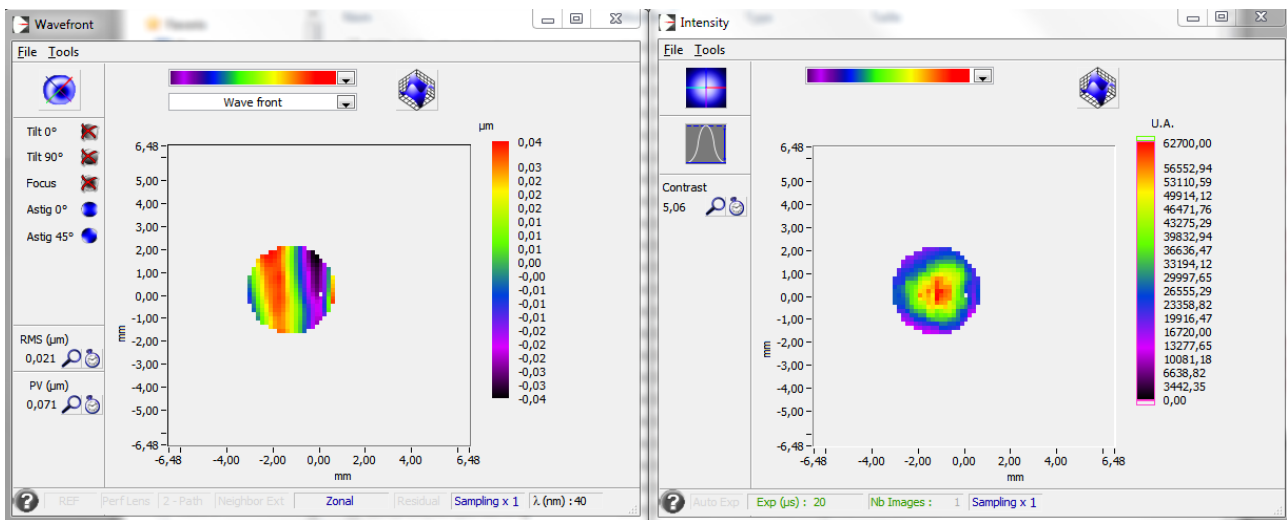 Wavefront
File Tools
Wave front
Tilt 0°
Tilt 90°
Focus
Astig 0°
Astig 45°
RMS (µm)
0,021
PV (µm)
0,071
µm
0,04
0,03
0,02
0,02
0,02
0,01
0,01
0,00
-0,00
-0,01
-0,01
-0,02
-0,02
-0,02
-0,03
-0,03
-0,04
6,48
5,00
4,00
3,00
2,00
1,00
0,00
-1,00
-2,00
-3,00
-4,00
-5,00
-6,48
mm
-6,48 -4,00 -2,00 0,00 2,00 4,00 6,48
mm
REF Perf Lens 2 - Path Neighbor Ext Zonal Residual Sampling x 1 λ (nm) :40
Intensity
File Tools
Contrast
5,06
U.A.
62700,00
56552,94
53110,59
49914,12
46471,76
43275,29
39832,94
36636,47
33194,12
29997,65
26555,29
23358,82
19916,47
16720,00
13277,65
10081,18
6638,82
3442,35
0,00
6,48
5,00
4,00
3,00
2,00
1,00
0,00
-1,00
-2,00
-3,00
-4,00
-5,00
-6,48
mm
-6,48 -4,00 -2,00 0,00 2,00 4,00 6,48
mm
Auto Exp Exp (µs) : 20 Nb Images : 1 Sampling x 1